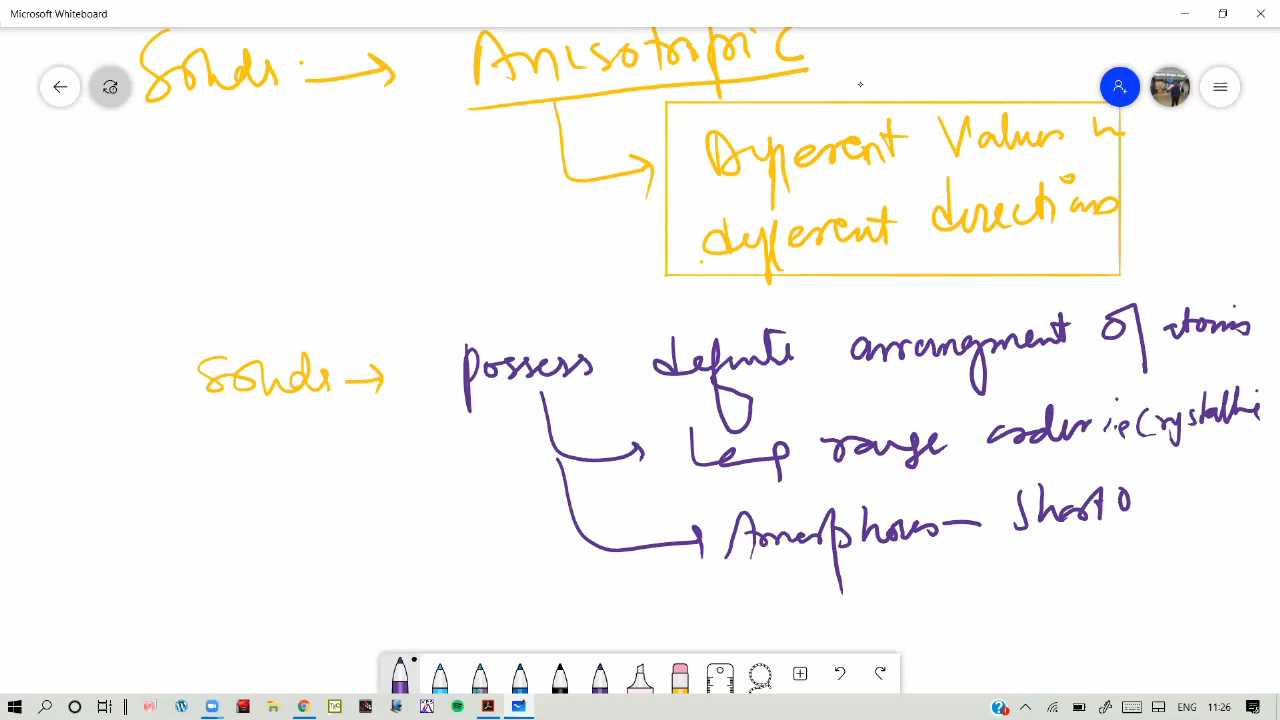 Microsoft Whiteboard
Solids → Anisotropic
Different Values in
different directions
Solids → Possess definite arrangment of atoms
Long range order i.e Crystalline
Amorphous - Short O
ENG 11:26